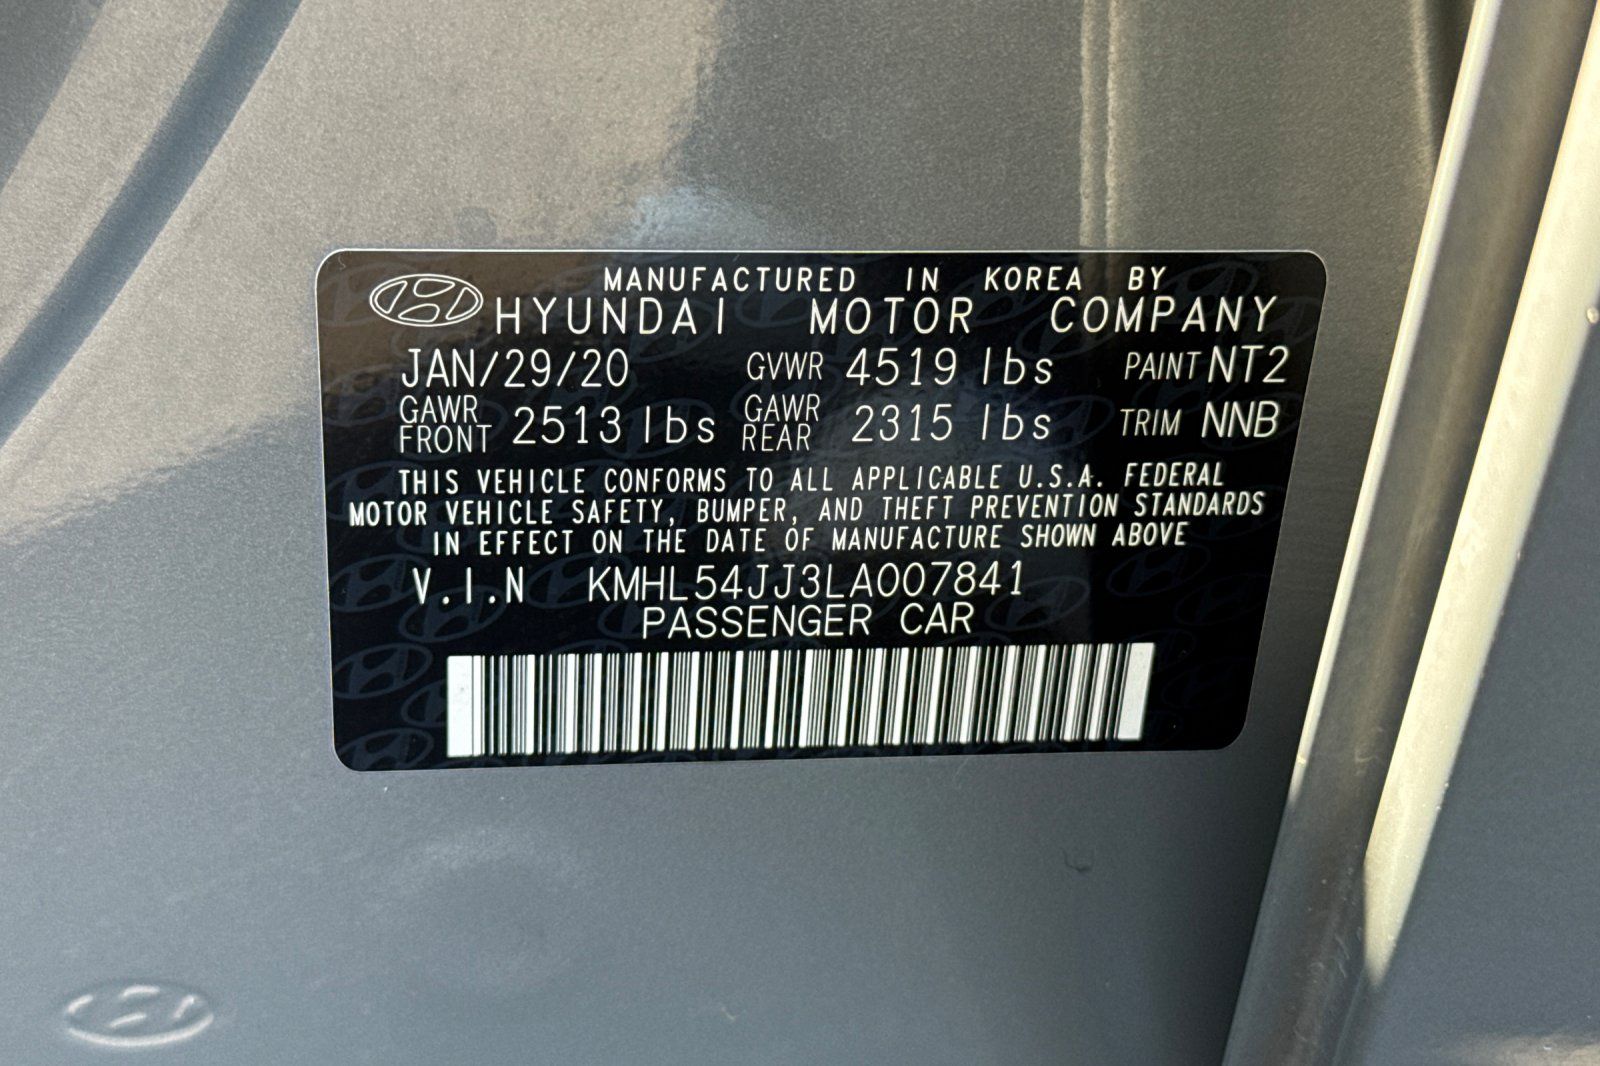 MANUFACTURED IN KOREA BY
HYUNDAI MOTOR COMPANY
JAN/29/20 GVWR 4519 lbs PAINT NT2
GAWR FRONT 2513 lbs GAWR REAR 2315 lbs TRIM NNB
THIS VEHICLE CONFORMS TO ALL APPLICABLE U.S.A. FEDERAL
MOTOR VEHICLE SAFETY, BUMPER, AND THEFT PREVENTION STANDARDS
IN EFFECT ON THE DATE OF MANUFACTURE SHOWN ABOVE
V.I.N KMHL54JJ3LA007841
PASSENGER CAR